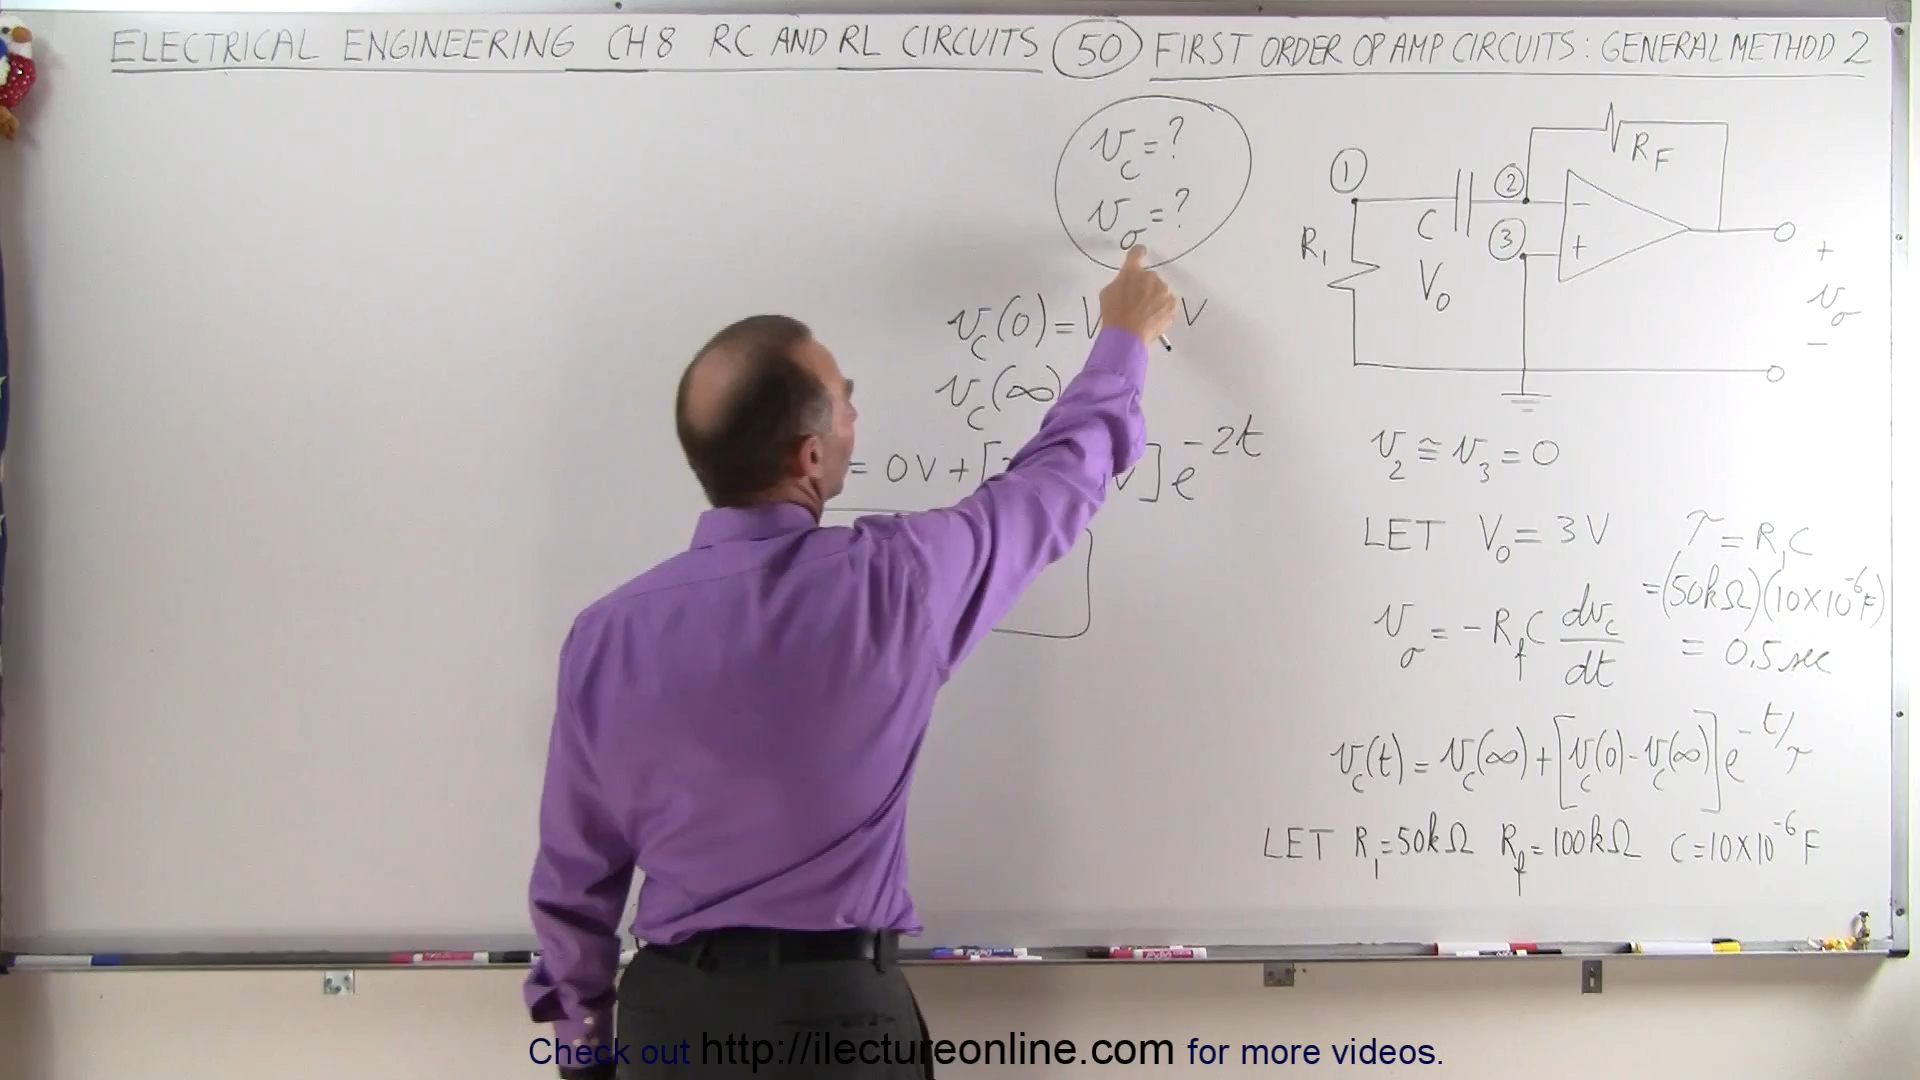 ELECTRICAL ENGINEERING CH 8 RC AND RL CIRCUITS 50 FIRST ORDER OP AMP CIRCUITS: GENERAL METHOD 2
v_c = ?
v_o = ?
v_c(0) = V V
v_c(∞)
= 0V + [ V] e^-2t
1
2
3
C
V_0
R_1
R_F
−
+
+
v_o
−
v_2 ≅ v_3 = 0
LET V_0 = 3V
τ = R_1C
= (50kΩ)(10×10^-6F)
= 0.5 sec
v_o = -R_f C dv_c/dt
v_c(t) = v_c(∞) + [v_c(0) - v_c(∞)] e^-t/τ
LET R_1 = 50kΩ R_f = 100kΩ C = 10×10^-6 F
Check out http://ilectureonline.com for more videos.